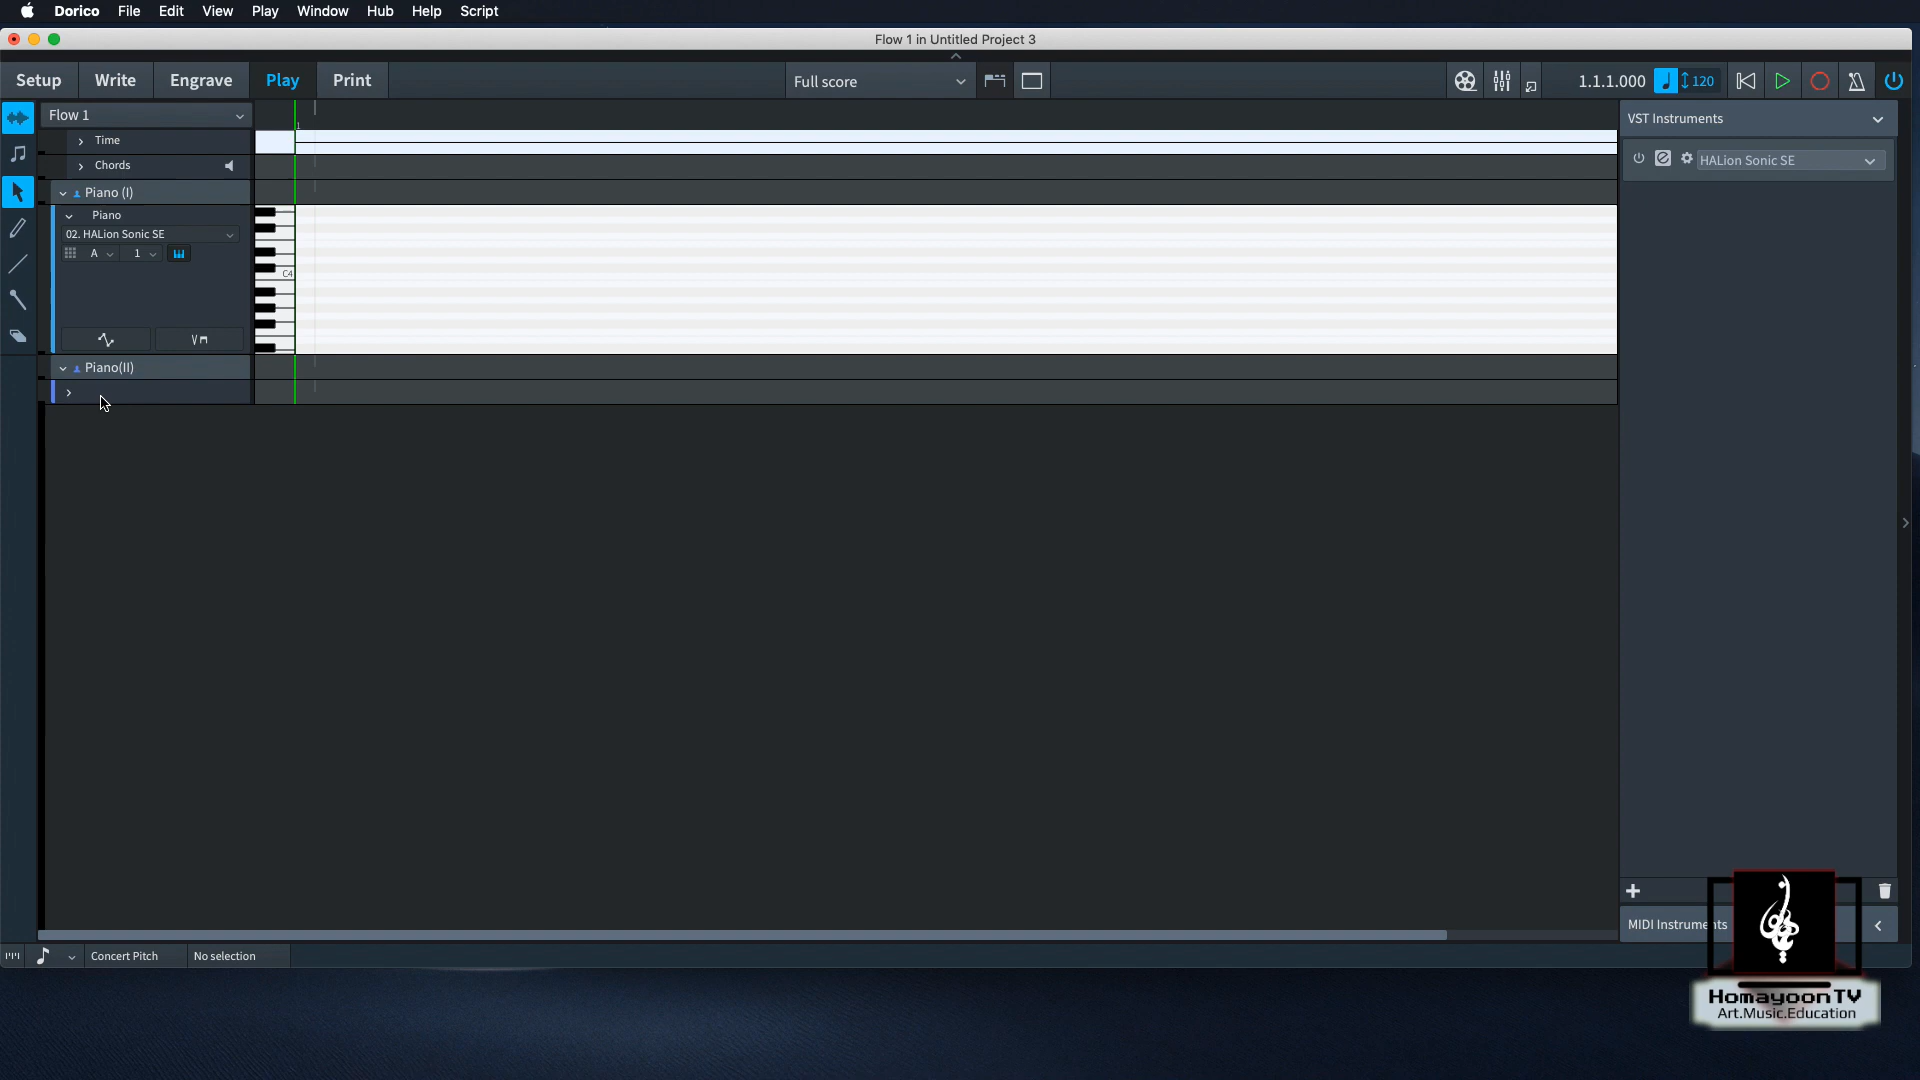 Dorico File Edit View Play Window Hub Help Script
Flow 1 in Untitled Project 3
Setup Write Engrave Play Print Full score 1.1.1.000 120
Flow 1 VST Instruments
1
Time
Chords HALion Sonic SE
Piano (I)
Piano
02. HALion Sonic SE
A 1
C4
Piano(II)
MIDI Instruments
Concert Pitch No selection
HomayoonTV
Art.Music.Education